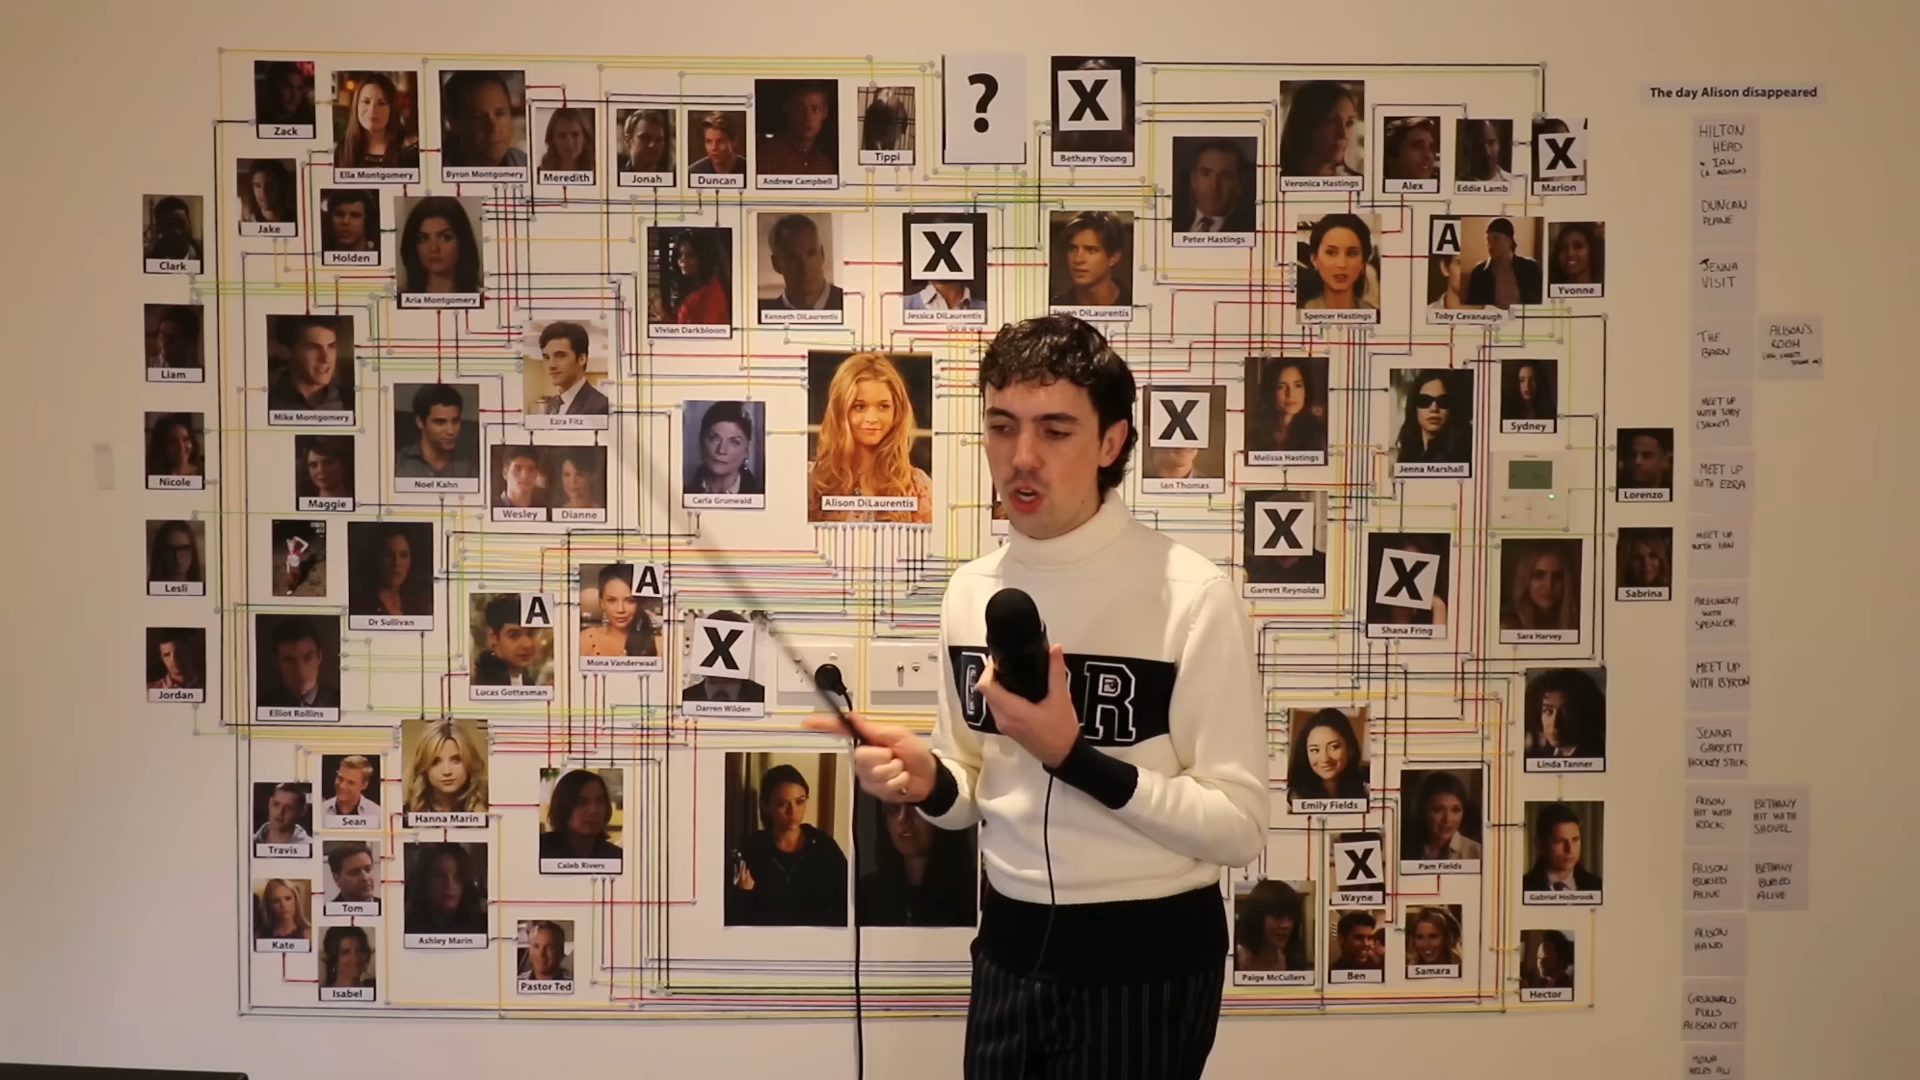 The day Alison disappeared
?
X
Zack
Ella Montgomery
Byron Montgomery
Meredith
Jonah
Duncan
Andrew Campbell
Tippi
Bethany Young
Peter Hastings
Veronica Hastings
Alex
Eddie Lamb
X
Marion
Clark
Jake
Holden
Aria Montgomery
Vivian Darkbloom
Kenneth DiLaurentis
X
Jessica DiLaurentis
Jason DiLaurentis
Spencer Hastings
A
Toby Cavanaugh
Yvonne
Liam
Mike Montgomery
Ezra Fitz
Noel Kahn
Maggie
Wesley
Dianne
Carla Grunwald
Alison DiLaurentis
X
Ian Thomas
Melissa Hastings
Jenna Marshall
Sydney
Lorenzo
Nicole
Lesli
Dr Sullivan
A
Lucas Gottesman
A
Mona Vanderwaal
X
Darren Wilden
X
Garrett Reynolds
X
Shana Fring
Sara Harvey
Sabrina
Jordan
Elliot Rollins
Hanna Marin
Sean
Travis
Tom
Kate
Isabel
Ashley Marin
Caleb Rivers
Pastor Ted
D
R
Emily Fields
Pam Fields
Linda Tanner
X
Wayne
Gabriel Holbrook
Paige McCullers
Ben
Samara
Hector
HILTON
HEAD
IAN
DUNCAN
PLANE
JENNA
VISIT
THE
BARN
ALISON'S
ROOM
MEET UP
WITH TOBY
MEET UP
WITH EZRA
MEET UP
WITH IAN
ARGUMENT
WITH
SPENCER
MEET UP
WITH BYRON
JENNA
GARRETT
HOCKEY STICK
ALISON
HIT WITH
ROCK
BETHANY
HIT WITH
SHOVEL
ALISON
BURIED
ALIVE
BETHANY
BURIED
ALIVE
ALISON
HAND
GRUNWALD
PULLS
ALISON OUT
MONA
HELPS ALI